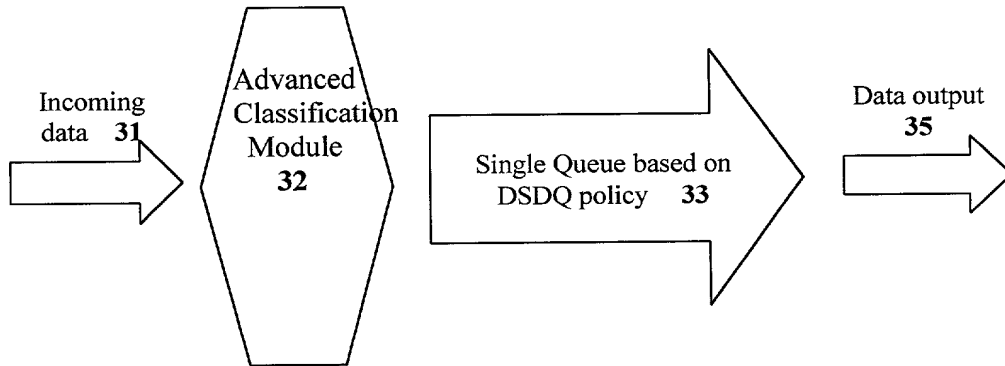 Incoming
data 31
Advanced
Classification
Module
32
Single Queue based on
DSDQ policy 33
Data output
35